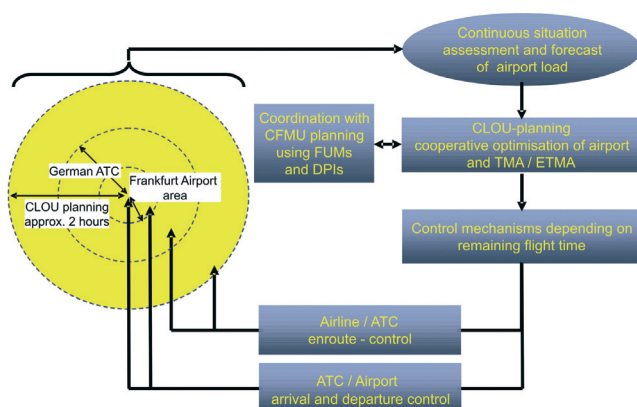 Continuous situation
assessment and forecast
of airport load
Coordination with
CFMU planning
using FUMs
and DPIs
CLOU-planning
cooperative optimisation of airport
and TMA / ETMA
German ATC
Frankfurt Airport
area
CLOU planning
approx. 2 hours
Control mechanisms depending on
remaining flight time
Airline / ATC
enroute - control
ATC / Airport
arrival and departure control